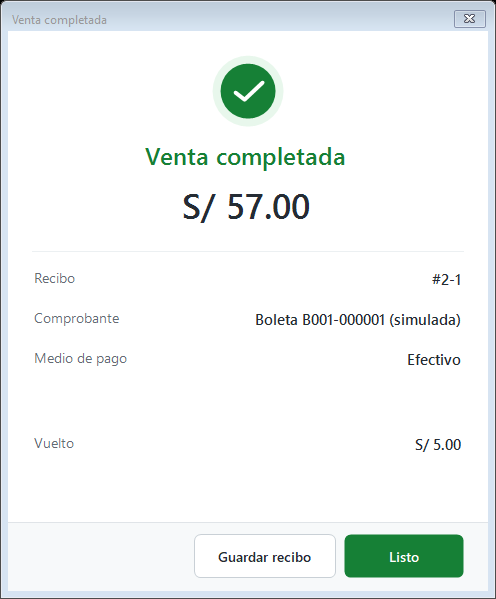 Venta completada
Venta completada
S/ 57.00
Recibo #2-1
Comprobante Boleta B001-000001 (simulada)
Medio de pago Efectivo
Vuelto S/ 5.00
Guardar recibo Listo